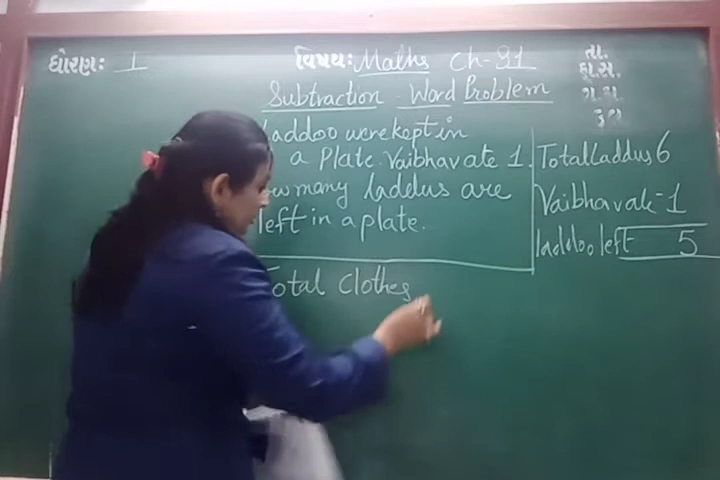 ધોરણ: I
વિષય: Maths Ch-21
તા.
હા.સ.
ગ.હા.
કુલ
Subtraction - Word Problem
laddoo were kept in
a Plate. Vaibhav ate 1.
many laddus are
left in a plate.
Total Laddus 6
Vaibhav ate - 1
laddoo left 5
Total Clothes